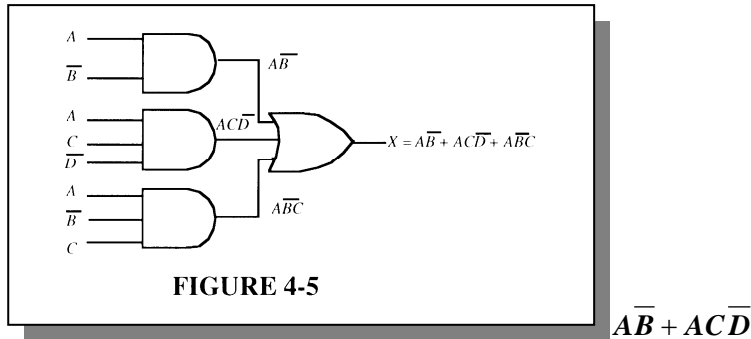 A
AB̅
B̅
A
ACD̅
C
X = AB̅ + ACD̅ + AB̅C
D̅
A
B̅
AB̅C
C
FIGURE 4-5
AB̅ + ACD̅